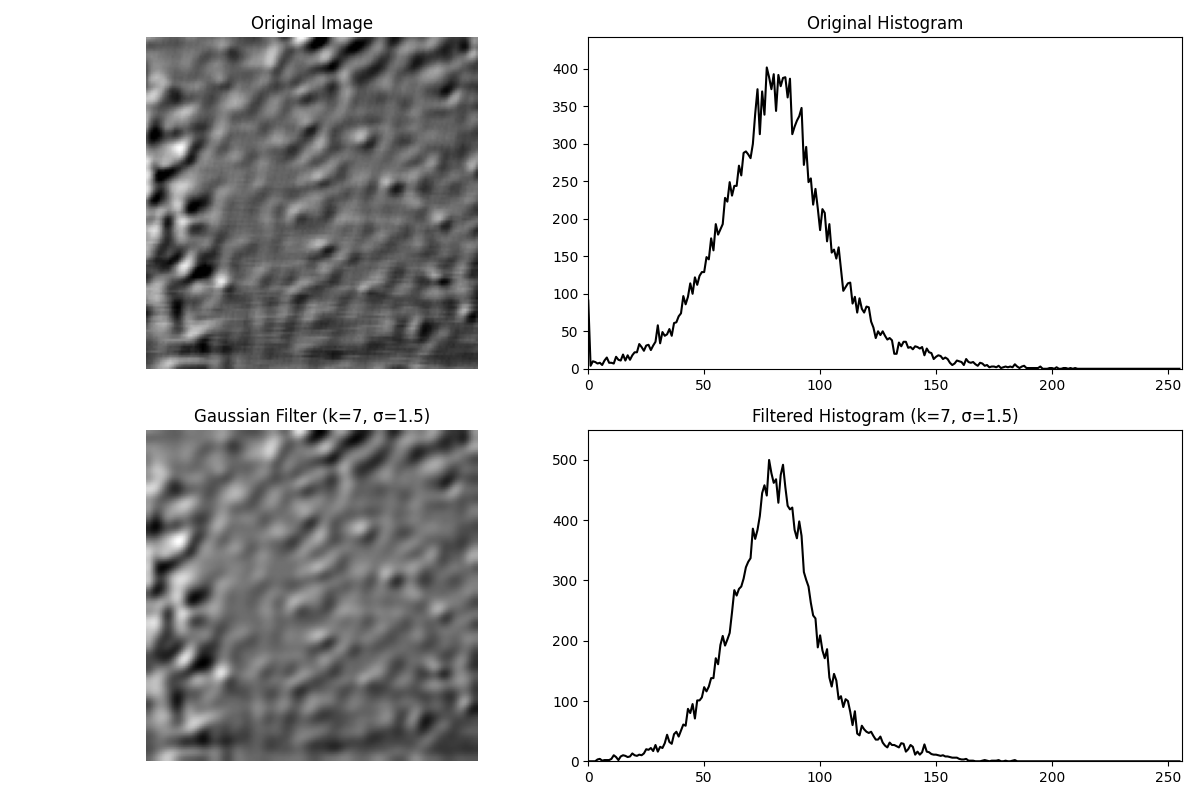 Original Image
Original Histogram
400
350
300
250
200
150
100
50
0
0 50 100 150 200 250
Gaussian Filter (k=7, σ=1.5)
Filtered Histogram (k=7, σ=1.5)
500
400
300
200
100
0
0 50 100 150 200 250